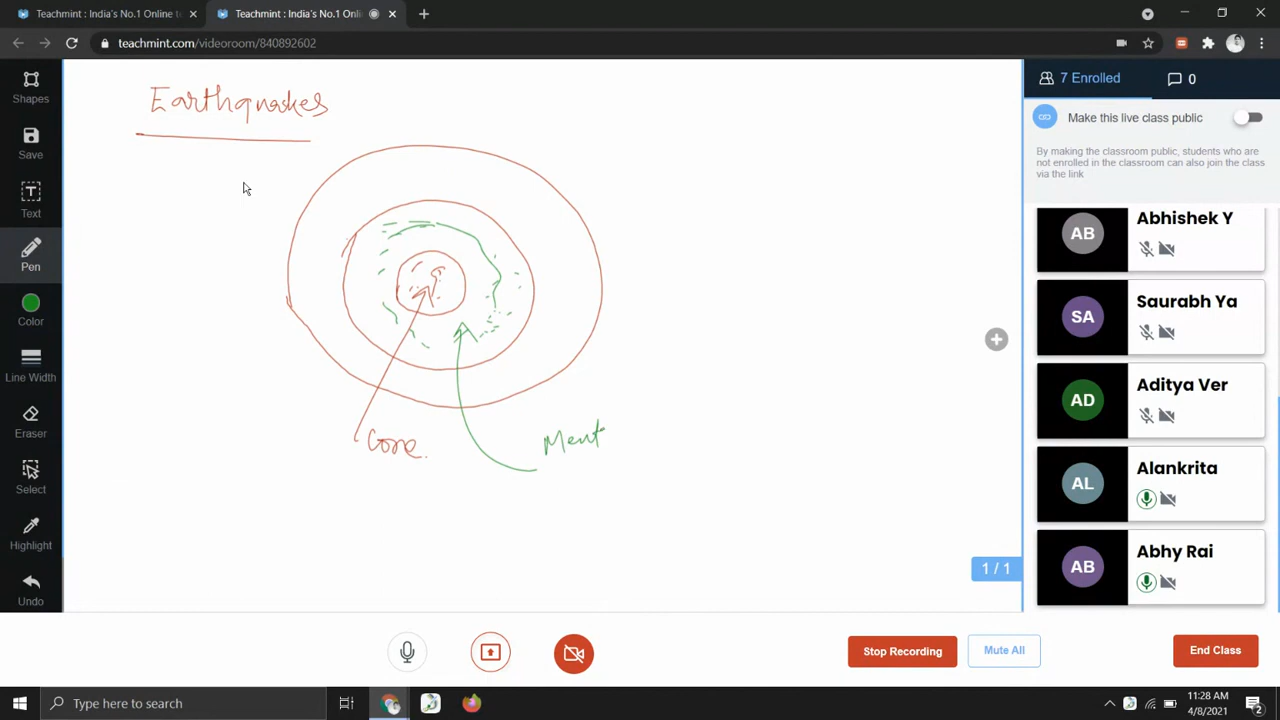 Teachmint : India's No.1 Online t
Teachmint : India's No.1 Onli
teachmint.com/videoroom/840892602
Shapes
Save
Text
Pen
Color
Line Width
Eraser
Select
Highlight
Undo
Earthquakes
Core.
Ment
1 / 1
7 Enrolled
0
Make this live class public
By making the classroom public, students who are
not enrolled in the classroom can also join the class
via the link
AB
Abhishek Y
SA
Saurabh Ya
AD
Aditya Ver
AL
Alankrita
AB
Abhy Rai
Stop Recording
Mute All
End Class
Type here to search
11:28 AM
4/8/2021
2